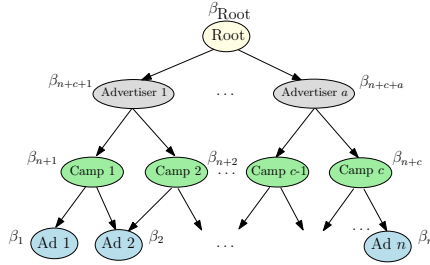 β_Root
Root
β_{n+c+1} Advertiser 1 ... Advertiser a β_{n+c+a}
β_{n+1} Camp 1 Camp 2 β_{n+2} ... Camp c-1 Camp c β_{n+c}
β_1 Ad 1 Ad 2 β_2 ... ... Ad n